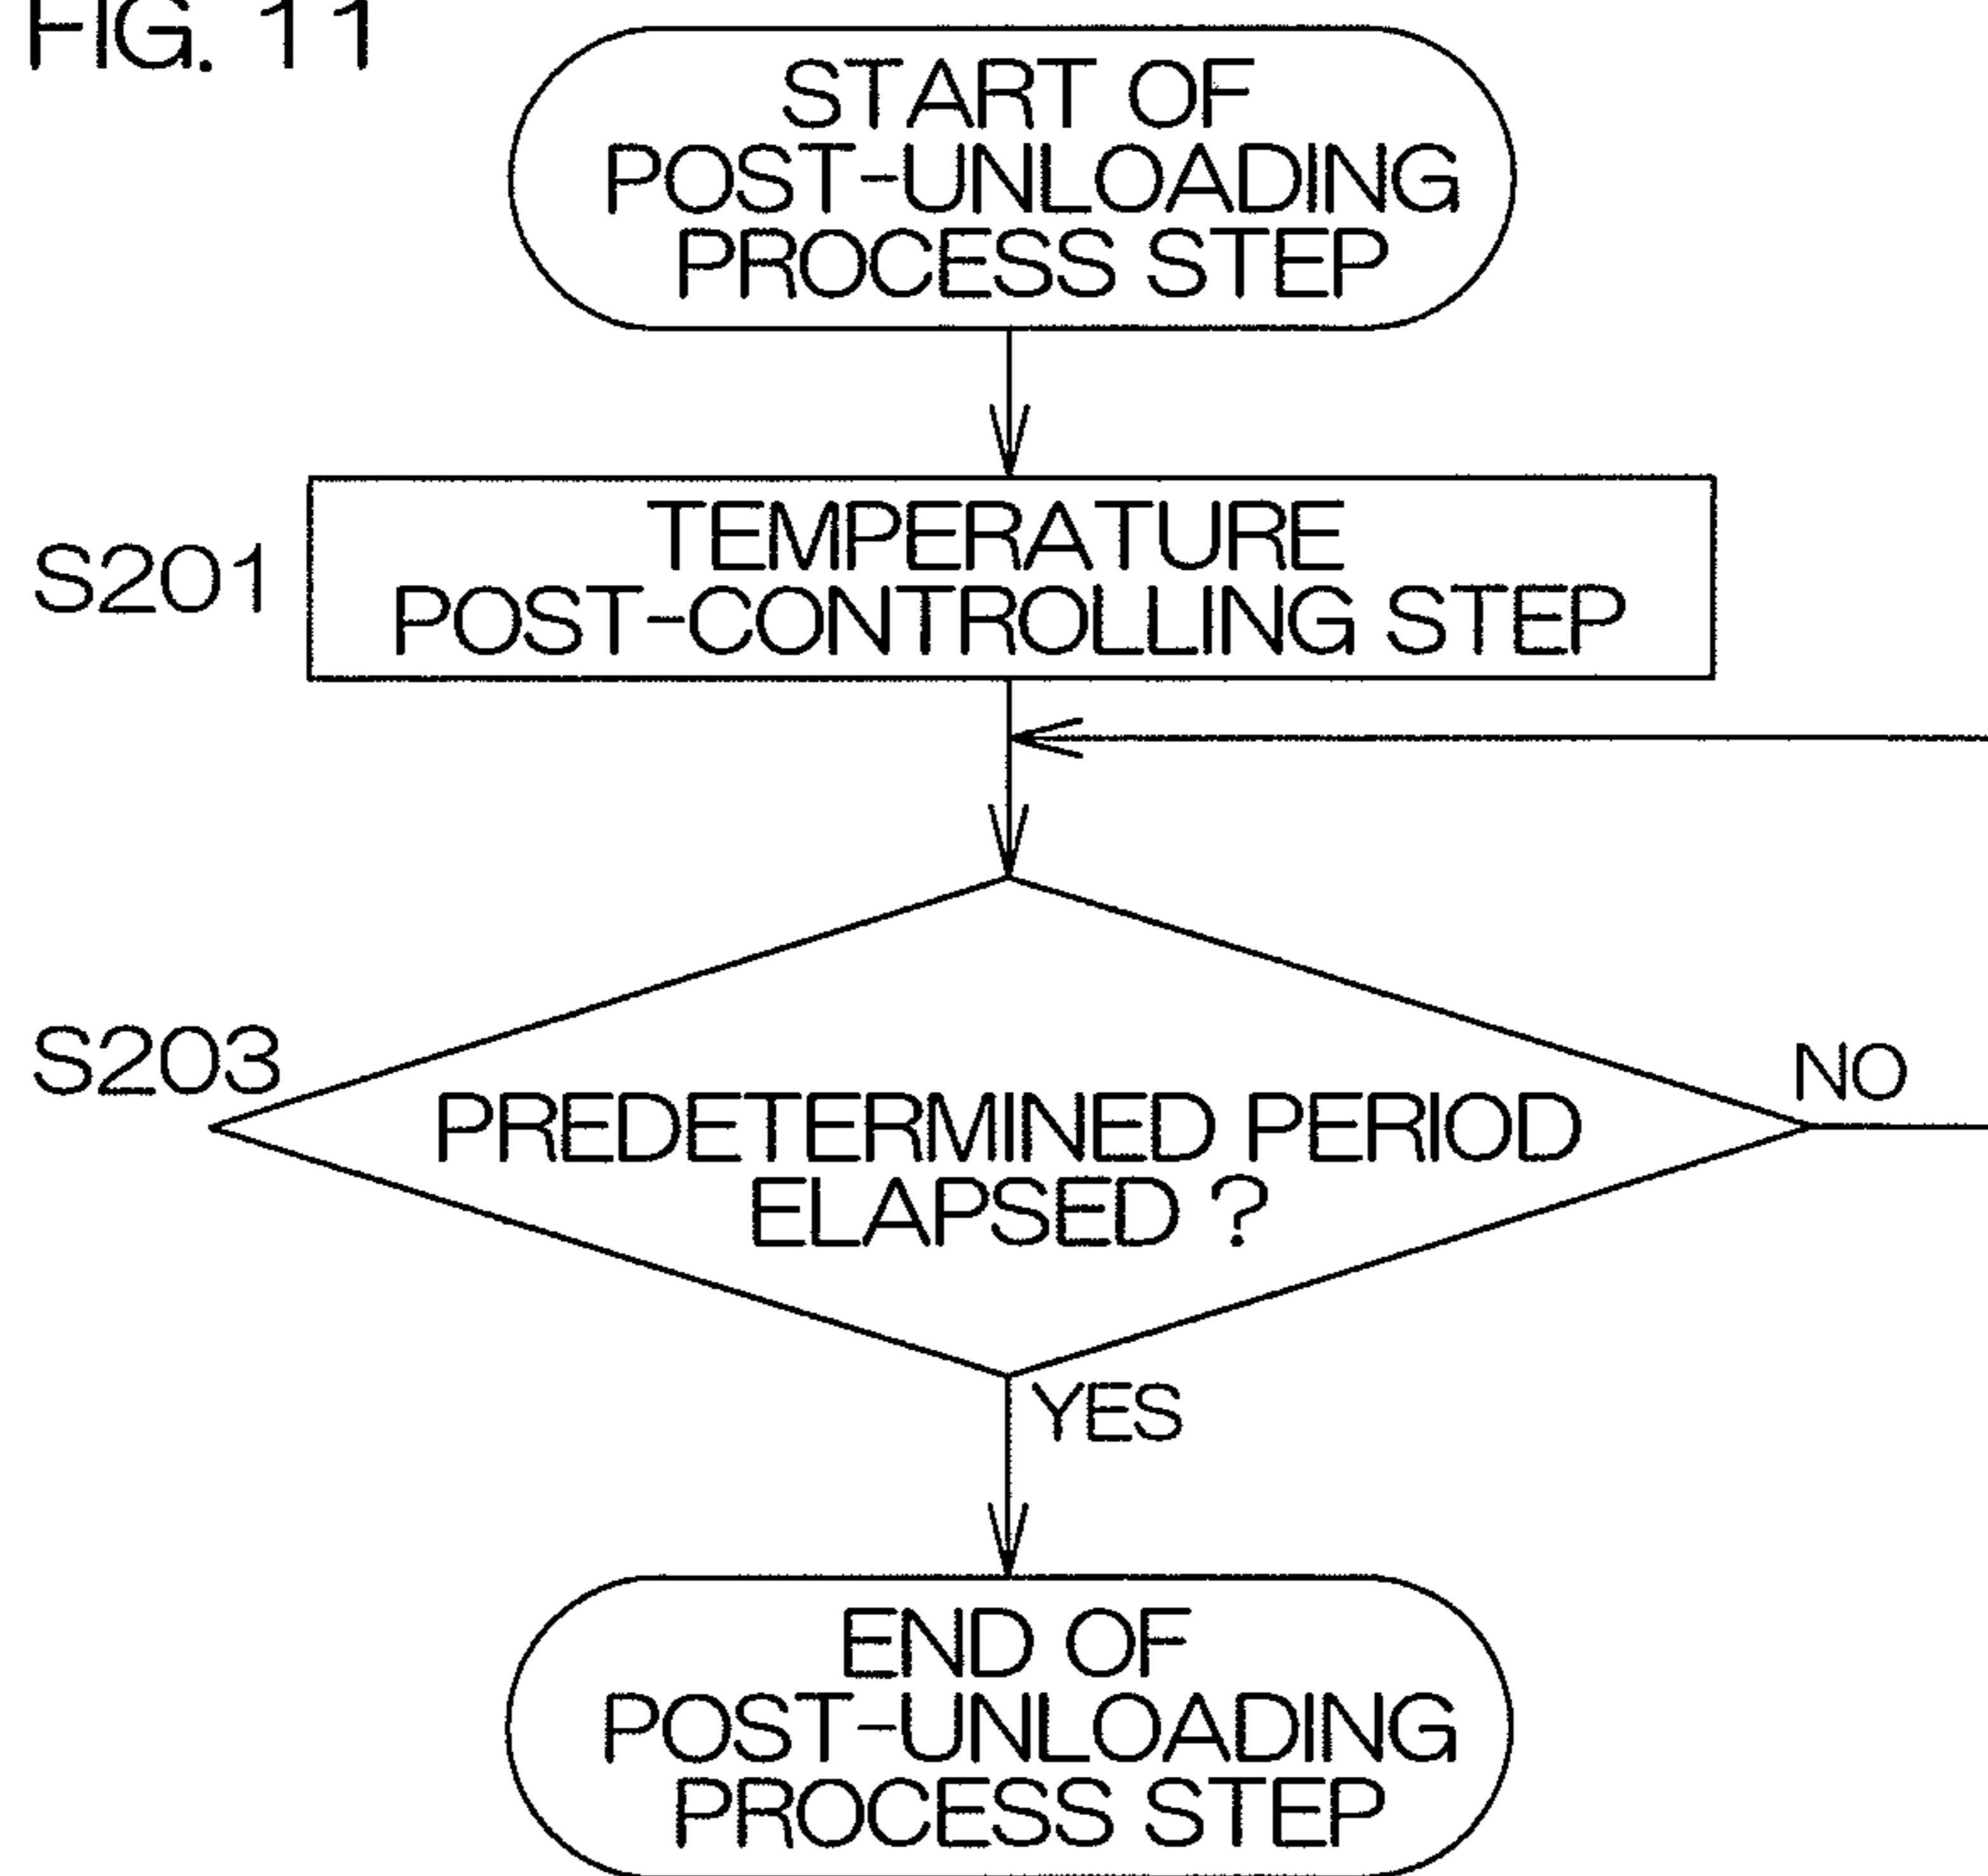 FIG. 11
START OF
POST-UNLOADING
PROCESS STEP
S201
TEMPERATURE
POST-CONTROLLING STEP
S203
PREDETERMINED PERIOD
ELAPSED ?
NO
YES
END OF
POST-UNLOADING
PROCESS STEP